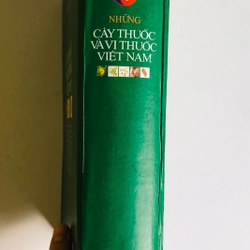 NHỮNG
CÂY THUỐC
VÀ VỊ THUỐC
VIỆT NAM